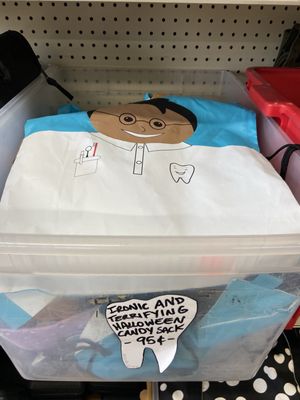 IRONIC AND
TERRIFYING
HALLOWEEN
CANDY SACK
- 95¢ -